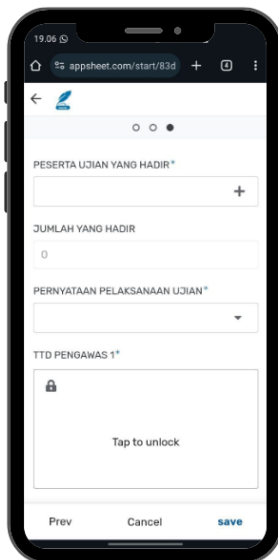 19.06
appsheet.com/start/83d
PESERTA UJIAN YANG HADIR*
JUMLAH YANG HADIR
0
PERNYATAAN PELAKSANAAN UJIAN*
TTD PENGAWAS 1*
Tap to unlock
Prev Cancel save